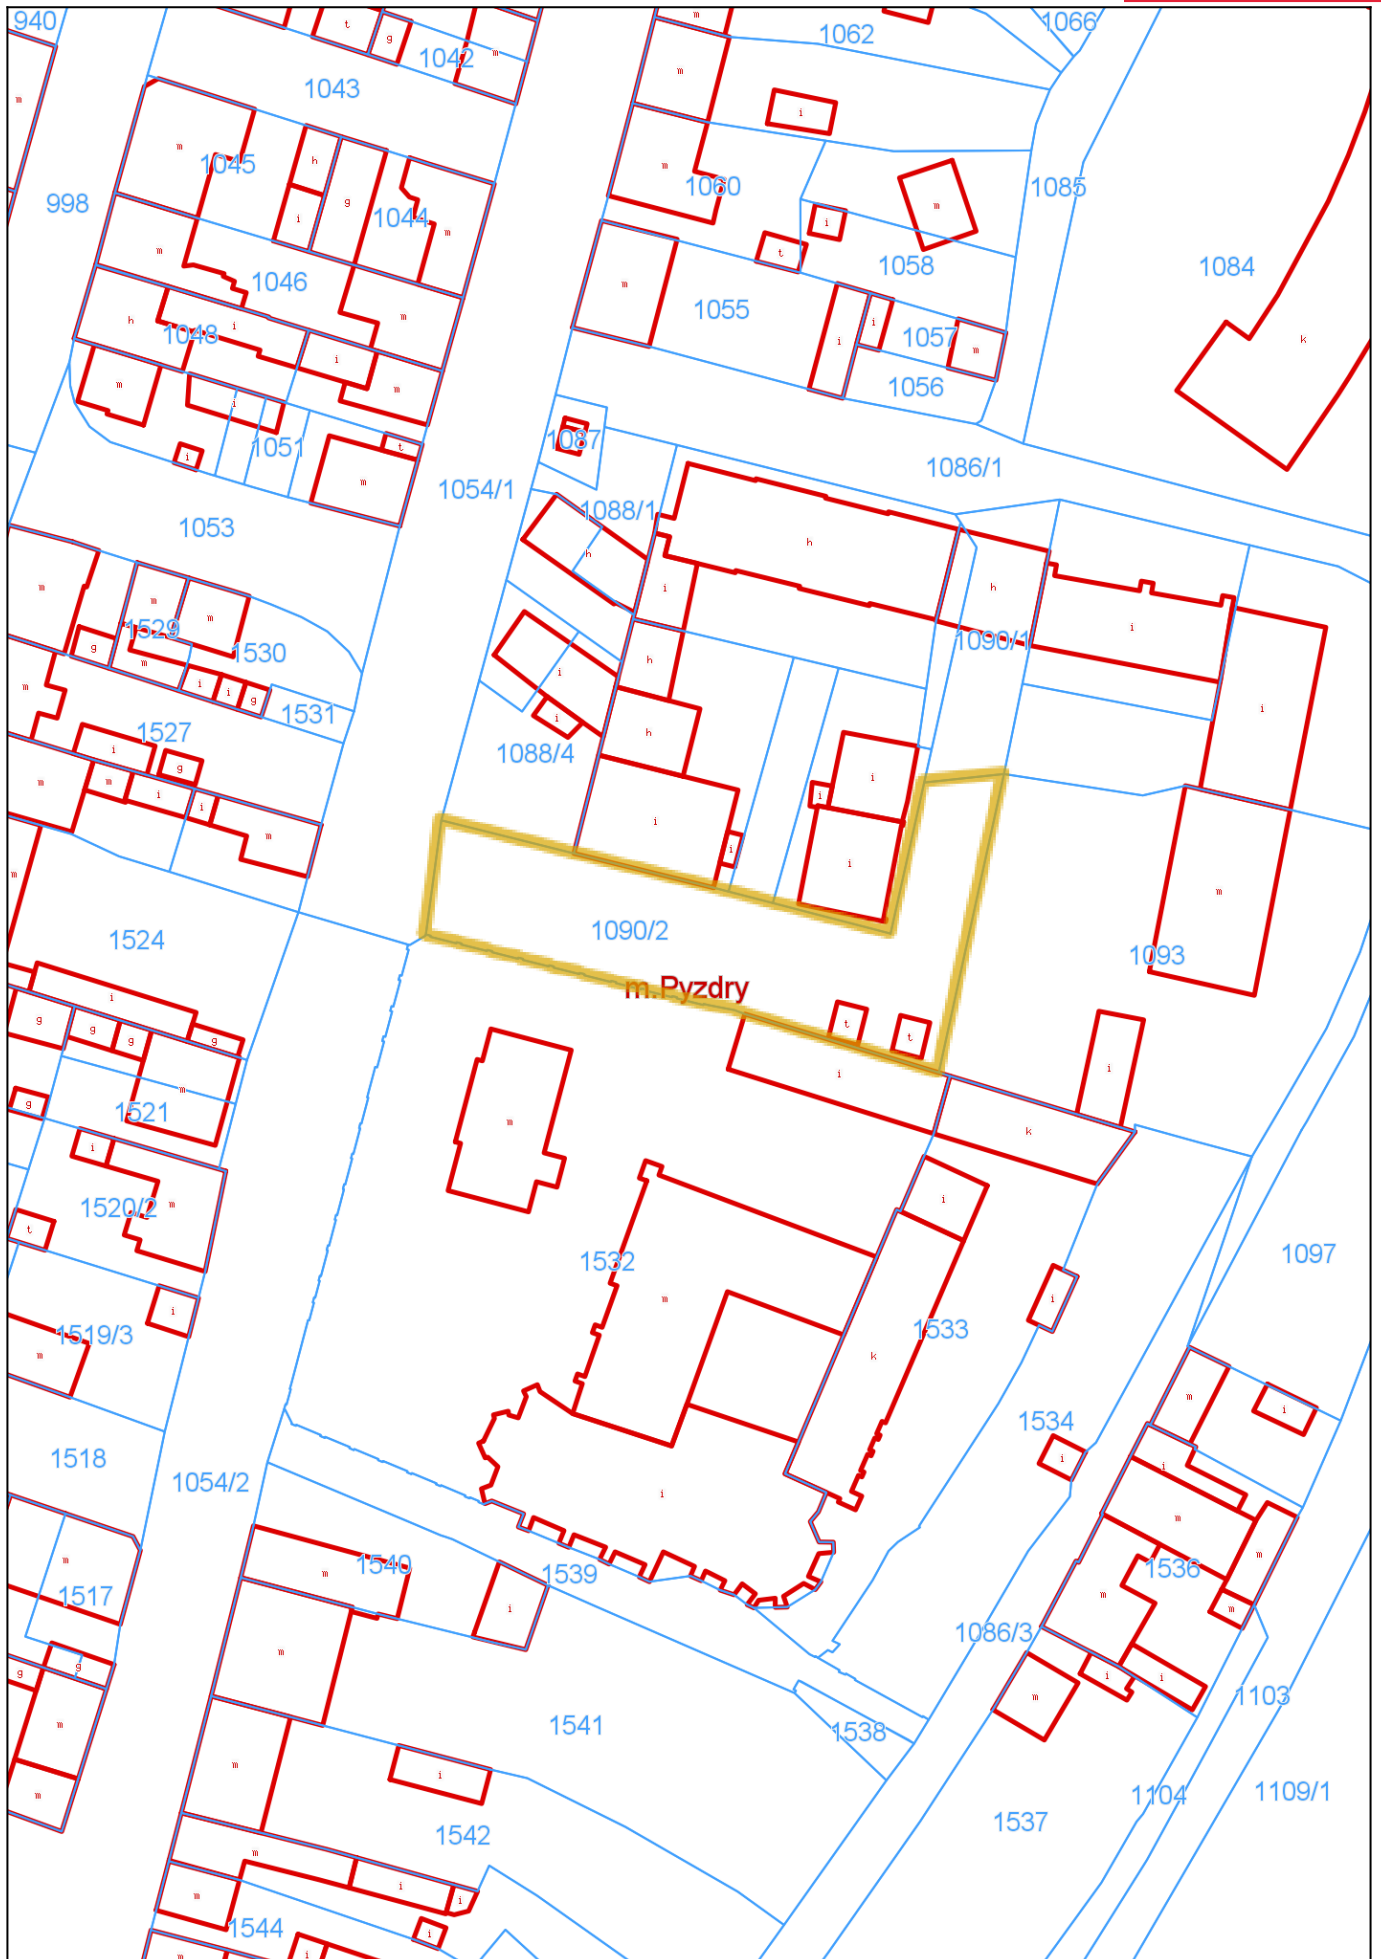 940
1066
1062
t
g
m
1042
m
m
1043
m
i
m
h
1045
m
1060
g
998
1044
m
1085
m
i
i
m
t
1058
1084
m
1046
m
1055
h
i
1048
m
i
1057
i
k
i
m
m
1056
m
i
1051
1087
t
i
m
1054/1
1086/1
1053
1088/1
h
h
m
m
m
i
h
1529
1530
g
m
i
1090/1
i
h
i
m
i
i
g
1531
i
1527
i
h
i
1088/4
g
i
m
m
i
i
i
m
i
i
i
i
m
m
1524
1090/2
1093
m.Pyzdry
i
g
g
g
g
t
t
m
i
i
g
1521
m
k
i
1520/2
m
i
t
1532
1097
i
m
i
1519/3
m
1533
k
m
i
1518
1534
i
i
1054/2
i
m
m
1540
m
1539
1536
m
1517
i
m
m
1086/3
m
g
g
i
i
m
1103
m
1541
1538
m
i
1104
1109/1
m
1537
1542
m
i
m
i
1544
i
m
i